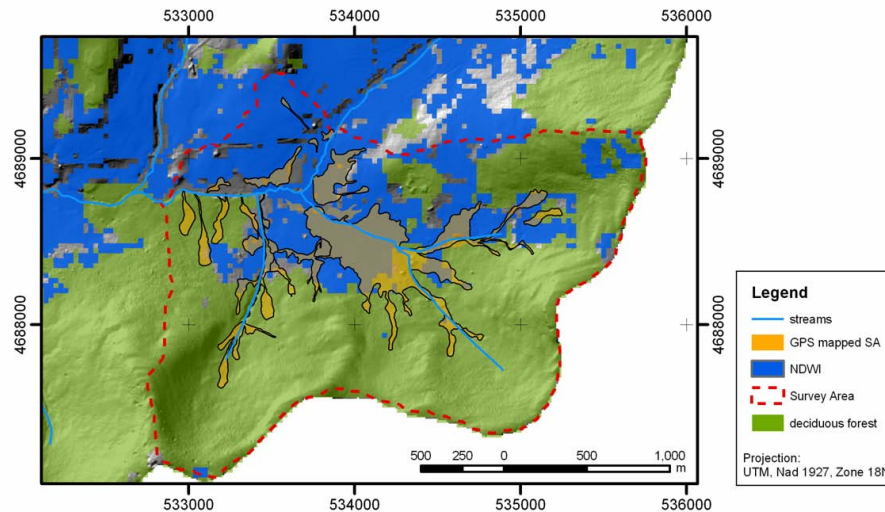 533000 534000 535000 536000
4689000 4689000
4688000 4688000
Legend
streams
GPS mapped SA
NDWI
Survey Area
deciduous forest
Projection:
UTM, Nad 1927, Zone 18N
500 250 0 500 1,000
m
533000 534000 535000 536000